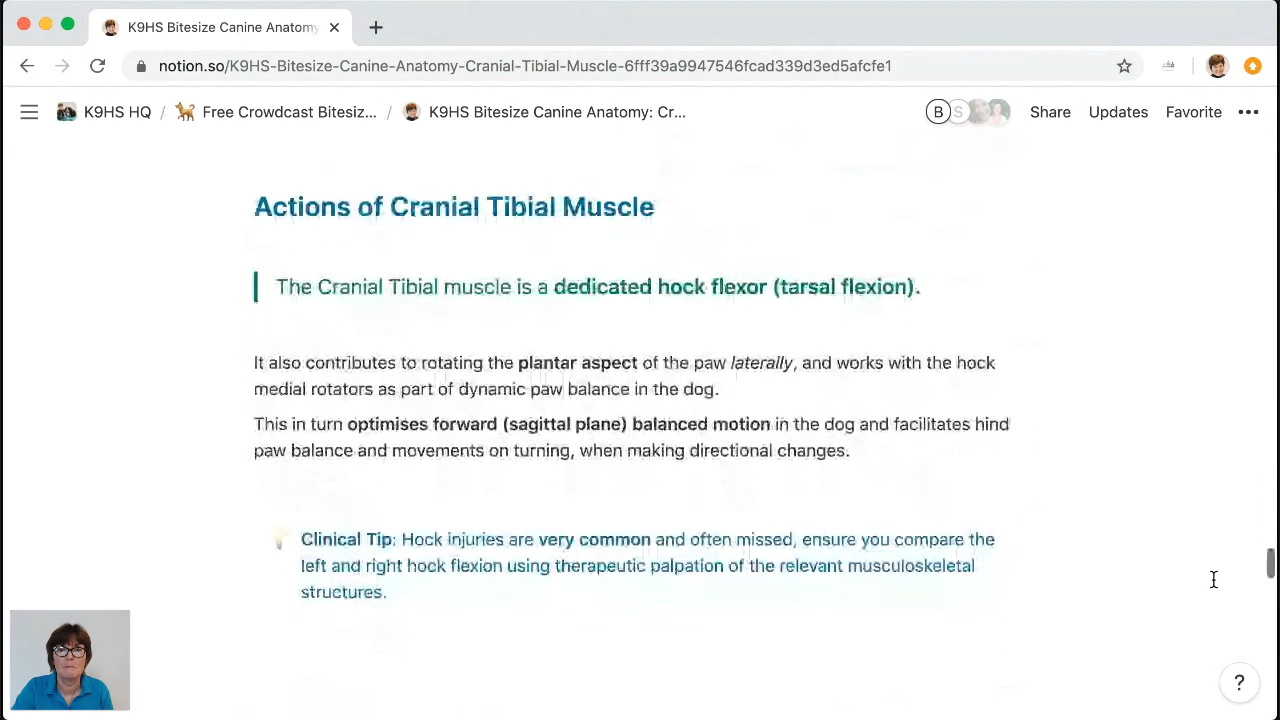 K9HS Bitesize Canine Anatomy
notion.so/K9HS-Bitesize-Canine-Anatomy-Cranial-Tibial-Muscle-6fff39a9947546fcad339d3ed5afcfe1
K9HS HQ / Free Crowdcast Bitesiz... / K9HS Bitesize Canine Anatomy: Cr... B S Share Updates Favorite
Actions of Cranial Tibial Muscle
The Cranial Tibial muscle is a dedicated hock flexor (tarsal flexion).
It also contributes to rotating the plantar aspect of the paw laterally, and works with the hock
medial rotators as part of dynamic paw balance in the dog.
This in turn optimises forward (sagittal plane) balanced motion in the dog and facilitates hind
paw balance and movements on turning, when making directional changes.
Clinical Tip: Hock injuries are very common and often missed, ensure you compare the
left and right hock flexion using therapeutic palpation of the relevant musculoskeletal
structures.
?